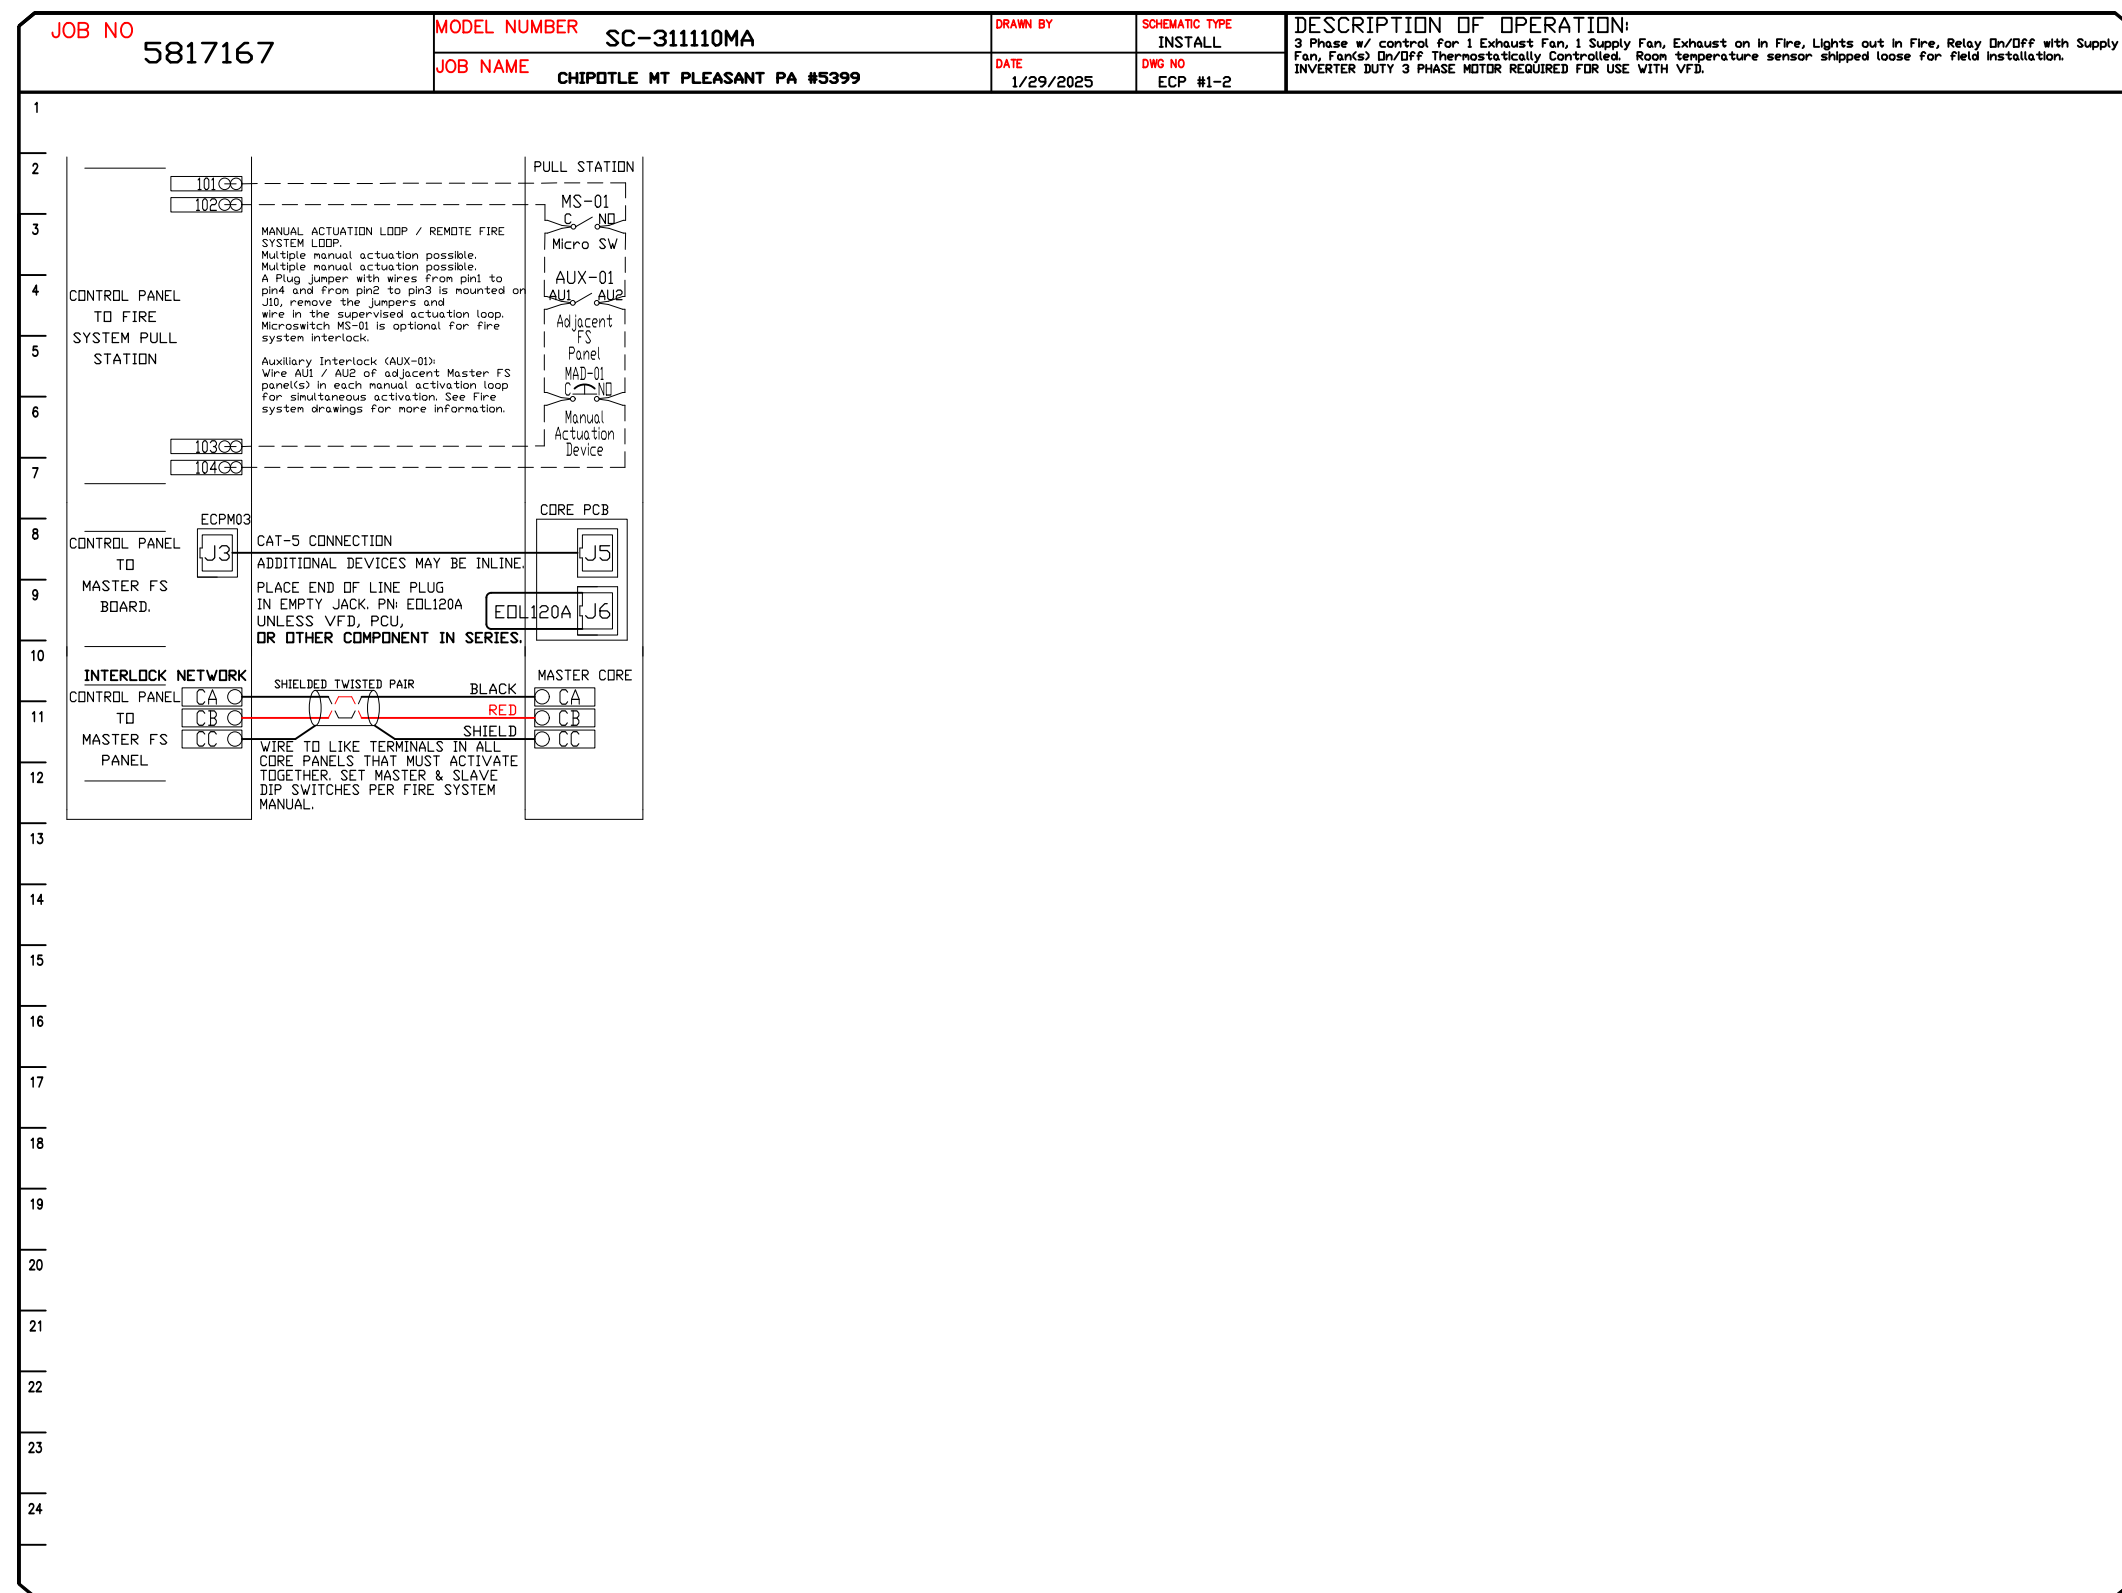 JOB NO
5817167
MODEL NUMBER
SC-311110MA
JOB NAME
CHIPOTLE MT PLEASANT PA #5399
DRAWN BY
DATE
1/29/2025
SCHEMATIC TYPE
INSTALL
DWG NO
ECP #1-2
DESCRIPTION OF OPERATION:
3 Phase w/ control for 1 Exhaust Fan, 1 Supply Fan, Exhaust on in Fire, Lights out in Fire, Relay On/Off with Supply
Fan, Fan(s) On/Off Thermostatically Controlled. Room temperature sensor shipped loose for field installation.
INVERTER DUTY 3 PHASE MOTOR REQUIRED FOR USE WITH VFD.
1
2
3
4
5
6
7
8
9
10
11
12
13
14
15
16
17
18
19
20
21
22
23
24
CONTROL PANEL
TO FIRE
SYSTEM PULL
STATION
101
102
103
104
MANUAL ACTUATION LOOP / REMOTE FIRE
SYSTEM LOOP.
Multiple manual actuation possible.
Multiple manual actuation possible.
A Plug jumper with wires from pin1 to
pin4 and from pin2 to pin3 is mounted on
J10, remove the jumpers and
wire in the supervised actuation loop.
Microswitch MS-01 is optional for fire
system interlock.
Auxiliary Interlock (AUX-01):
Wire AU1 / AU2 of adjacent Master FS
panel(s) in each manual activation loop
for simultaneous activation. See Fire
system drawings for more information.
PULL STATION
MS-01
C NO
Micro SW
AUX-01
AU1 AU2
Adjacent
FS
Panel
MAD-01
C NO
Manual
Actuation
Device
CONTROL PANEL
TO
MASTER FS
BOARD.
ECPM03
J3
CAT-5 CONNECTION
ADDITIONAL DEVICES MAY BE INLINE.
PLACE END OF LINE PLUG
IN EMPTY JACK. PN: EOL120A
UNLESS VFD, PCU,
OR OTHER COMPONENT IN SERIES.
CORE PCB
J5
EOL120A
J6
INTERLOCK NETWORK
CONTROL PANEL
TO
MASTER FS
PANEL
CA
CB
CC
SHIELDED TWISTED PAIR
BLACK
RED
SHIELD
WIRE TO LIKE TERMINALS IN ALL
CORE PANELS THAT MUST ACTIVATE
TOGETHER. SET MASTER & SLAVE
DIP SWITCHES PER FIRE SYSTEM
MANUAL.
MASTER CORE
CA
CB
CC